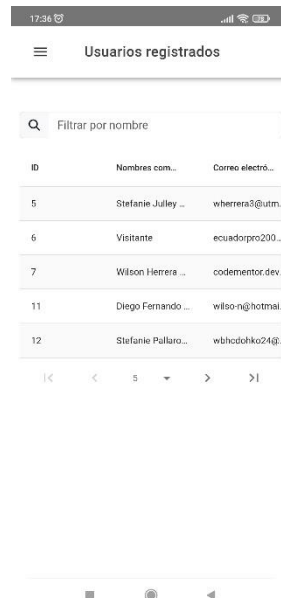 17:36
Usuarios registrados
Filtrar por nombre
ID Nombres com... Correo electró...
5 Stefanie Julley ... wherrera3@utm.
6 Visitante ecuadorpro200...
7 Wilson Herrera ... codementor.dev.
11 Diego Fernando ... wilso-n@hotmai.
12 Stefanie Pallaro... wbhcdohko24@.
5